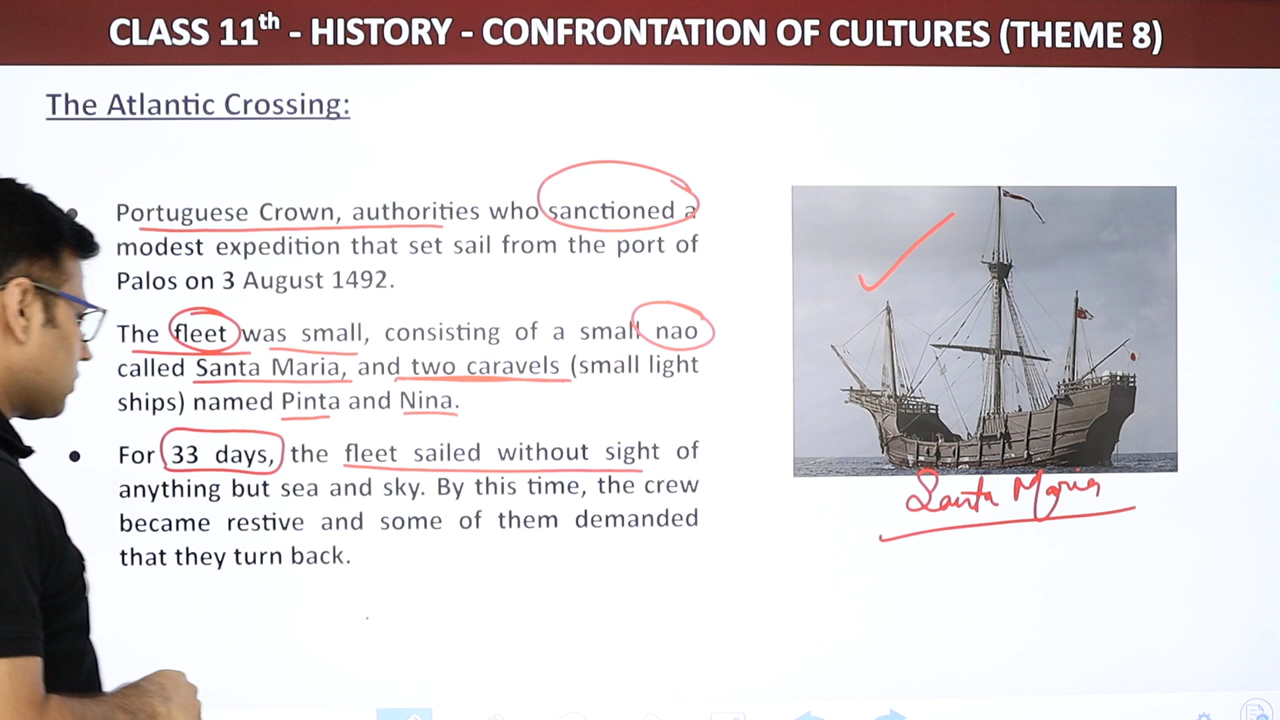 CLASS 11th - HISTORY - CONFRONTATION OF CULTURES (THEME 8)
The Atlantic Crossing:
Portuguese Crown, authorities who sanctioned a
modest expedition that set sail from the port of
Palos on 3 August 1492.
The fleet was small, consisting of a small nao
called Santa Maria, and two caravels (small light
ships) named Pinta and Nina.
For 33 days, the fleet sailed without sight of
anything but sea and sky. By this time, the crew
became restive and some of them demanded
that they turn back.
Santa Maria